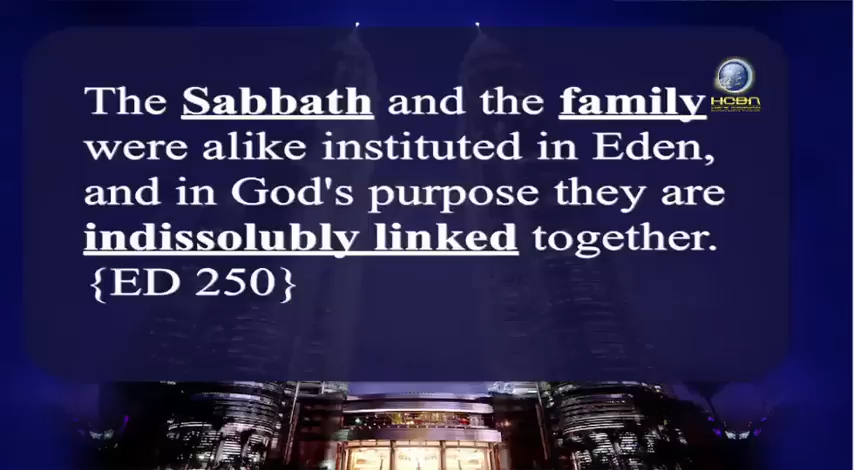 The Sabbath and the family
were alike instituted in Eden,
and in God's purpose they are
indissolubly linked together.
{ED 250}
HCBN